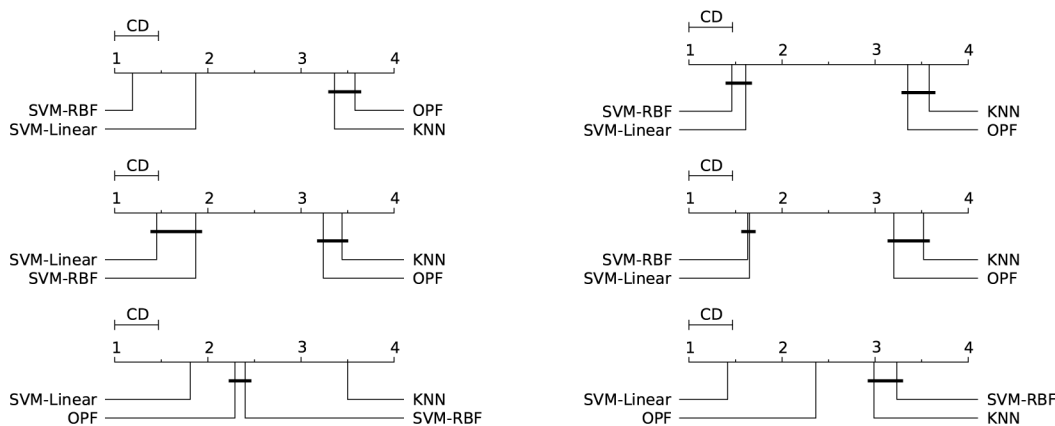 CD
1 2 3 4
SVM-RBF OPF
SVM-Linear KNN
CD
1 2 3 4
SVM-RBF KNN
SVM-Linear OPF
CD
1 2 3 4
SVM-Linear KNN
SVM-RBF OPF
CD
1 2 3 4
SVM-RBF KNN
SVM-Linear OPF
CD
1 2 3 4
SVM-Linear KNN
OPF SVM-RBF
CD
1 2 3 4
SVM-Linear SVM-RBF
OPF KNN